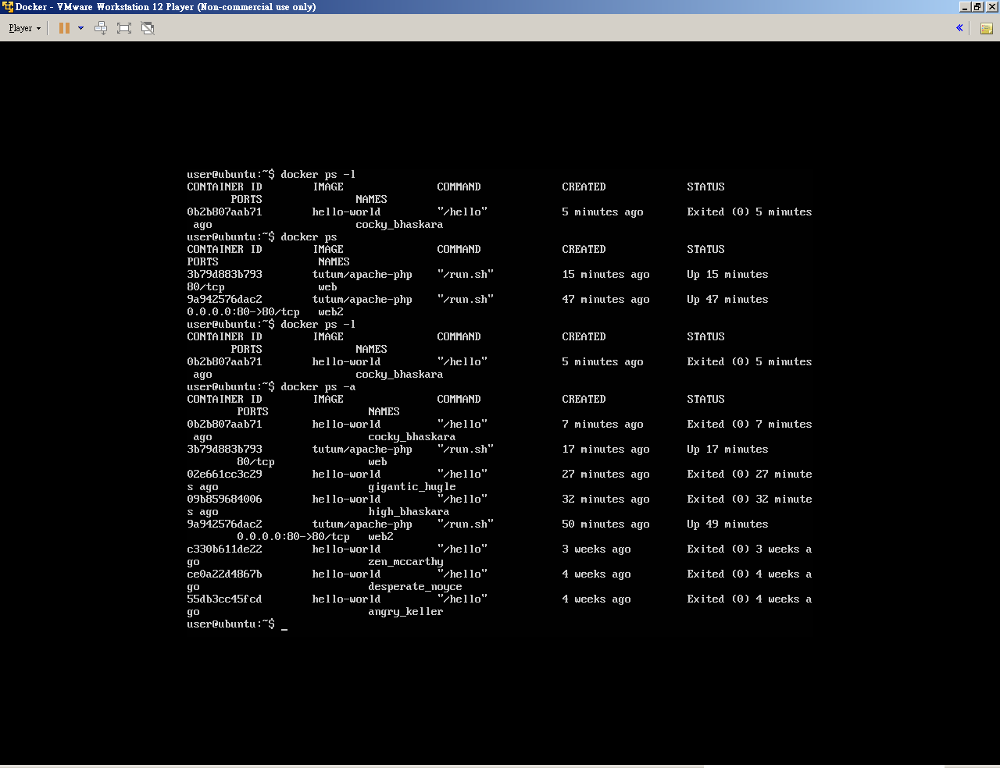 Docker - VMware Workstation 12 Player (Non-commercial use only)
Player
user@ubuntu:~$ docker ps -l
CONTAINER ID        IMAGE               COMMAND             CREATED             STATUS
       PORTS               NAMES
0b2b807aab71        hello-world         "/hello"            5 minutes ago       Exited (0) 5 minutes
 ago                       cocky_bhaskara
user@ubuntu:~$ docker ps
CONTAINER ID        IMAGE               COMMAND             CREATED             STATUS
PORTS                NAMES
3b79d883b793        tutum/apache-php    "/run.sh"           15 minutes ago      Up 15 minutes
80/tcp               web
9a942576dac2        tutum/apache-php    "/run.sh"           47 minutes ago      Up 47 minutes
0.0.0.0:80->80/tcp   web2
user@ubuntu:~$ docker ps -l
CONTAINER ID        IMAGE               COMMAND             CREATED             STATUS
       PORTS               NAMES
0b2b807aab71        hello-world         "/hello"            5 minutes ago       Exited (0) 5 minutes
 ago                       cocky_bhaskara
user@ubuntu:~$ docker ps -a
CONTAINER ID        IMAGE               COMMAND             CREATED             STATUS
        PORTS                NAMES
0b2b807aab71        hello-world         "/hello"            7 minutes ago       Exited (0) 7 minutes
 ago                         cocky_bhaskara
3b79d883b793        tutum/apache-php    "/run.sh"           17 minutes ago      Up 17 minutes
        80/tcp               web
02e661cc3c29        hello-world         "/hello"            27 minutes ago      Exited (0) 27 minute
s ago                        gigantic_hugle
09b859684006        hello-world         "/hello"            32 minutes ago      Exited (0) 32 minute
s ago                        high_bhaskara
9a942576dac2        tutum/apache-php    "/run.sh"           50 minutes ago      Up 49 minutes
        0.0.0.0:80->80/tcp   web2
c330b611de22        hello-world         "/hello"            3 weeks ago         Exited (0) 3 weeks a
go                           zen_mccarthy
ce0a22d4867b        hello-world         "/hello"            4 weeks ago         Exited (0) 4 weeks a
go                           desperate_noyce
55db3cc45fcd        hello-world         "/hello"            4 weeks ago         Exited (0) 4 weeks a
go                           angry_keller
user@ubuntu:~$ _